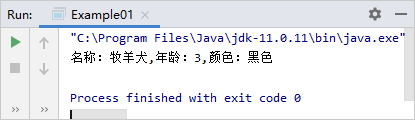 Run: Example01
"C:\Program Files\Java\jdk-11.0.11\bin\java.exe"
名称：牧羊犬,年龄：3,颜色：黑色
Process finished with exit code 0